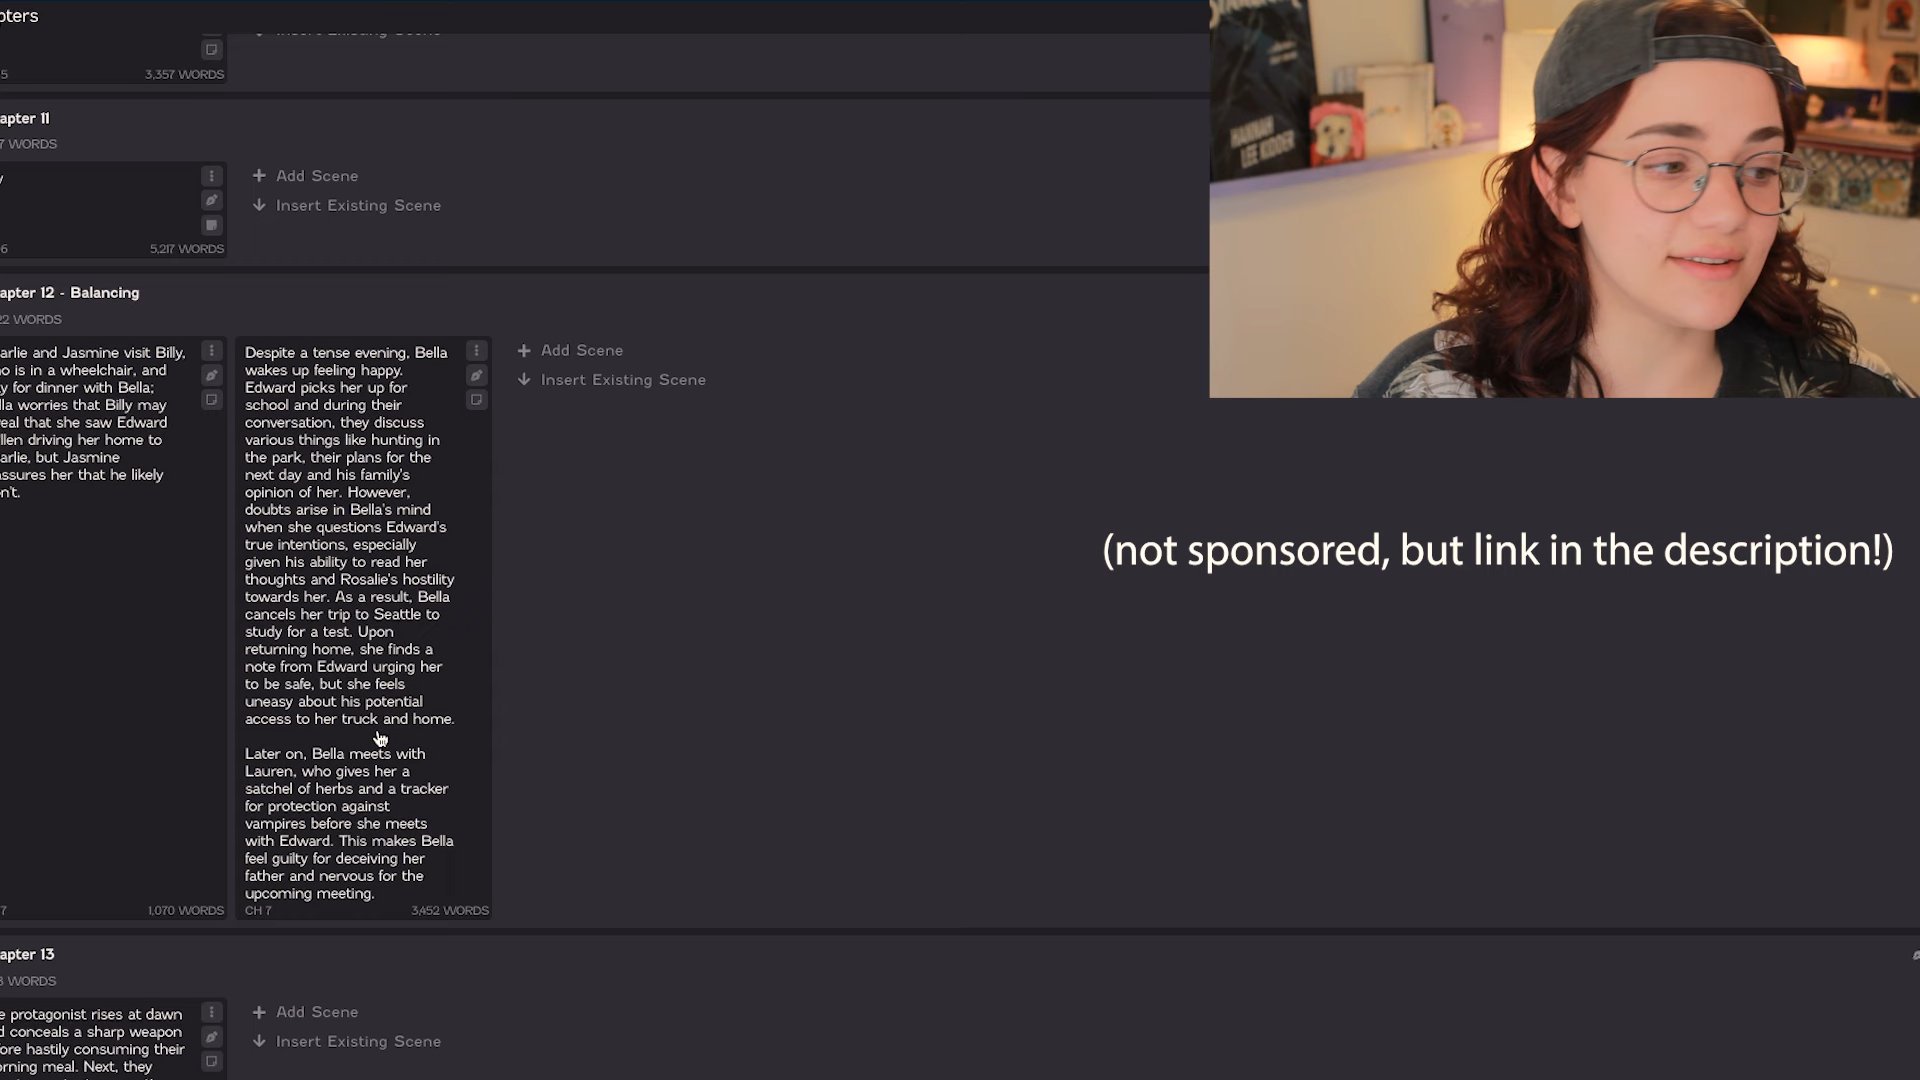 pters
Insert Existing Scene
5
3,357 WORDS
apter 11
7 WORDS
y
+ Add Scene
Insert Existing Scene
6
5,217 WORDS
apter 12 - Balancing
22 WORDS
arlie and Jasmine visit Billy,
o is in a wheelchair, and
y for dinner with Bella;
lla worries that Billy may
eal that she saw Edward
llen driving her home to
arlie, but Jasmine
assures her that he likely
n't.
7
1,070 WORDS
Despite a tense evening, Bella
wakes up feeling happy.
Edward picks her up for
school and during their
conversation, they discuss
various things like hunting in
the park, their plans for the
next day and his family's
opinion of her. However,
doubts arise in Bella's mind
when she questions Edward's
true intentions, especially
given his ability to read her
thoughts and Rosalie's hostility
towards her. As a result, Bella
cancels her trip to Seattle to
study for a test. Upon
returning home, she finds a
note from Edward urging her
to be safe, but she feels
uneasy about his potential
access to her truck and home.
Later on, Bella meets with
Lauren, who gives her a
satchel of herbs and a tracker
for protection against
vampires before she meets
with Edward. This makes Bella
feel guilty for deceiving her
father and nervous for the
upcoming meeting.
CH 7
3,452 WORDS
+ Add Scene
Insert Existing Scene
HANNAH
LEE KIDDER
(not sponsored, but link in the description!)
apter 13
3 WORDS
e protagonist rises at dawn
d conceals a sharp weapon
ore hastily consuming their
orning meal. Next, they
+ Add Scene
Insert Existing Scene